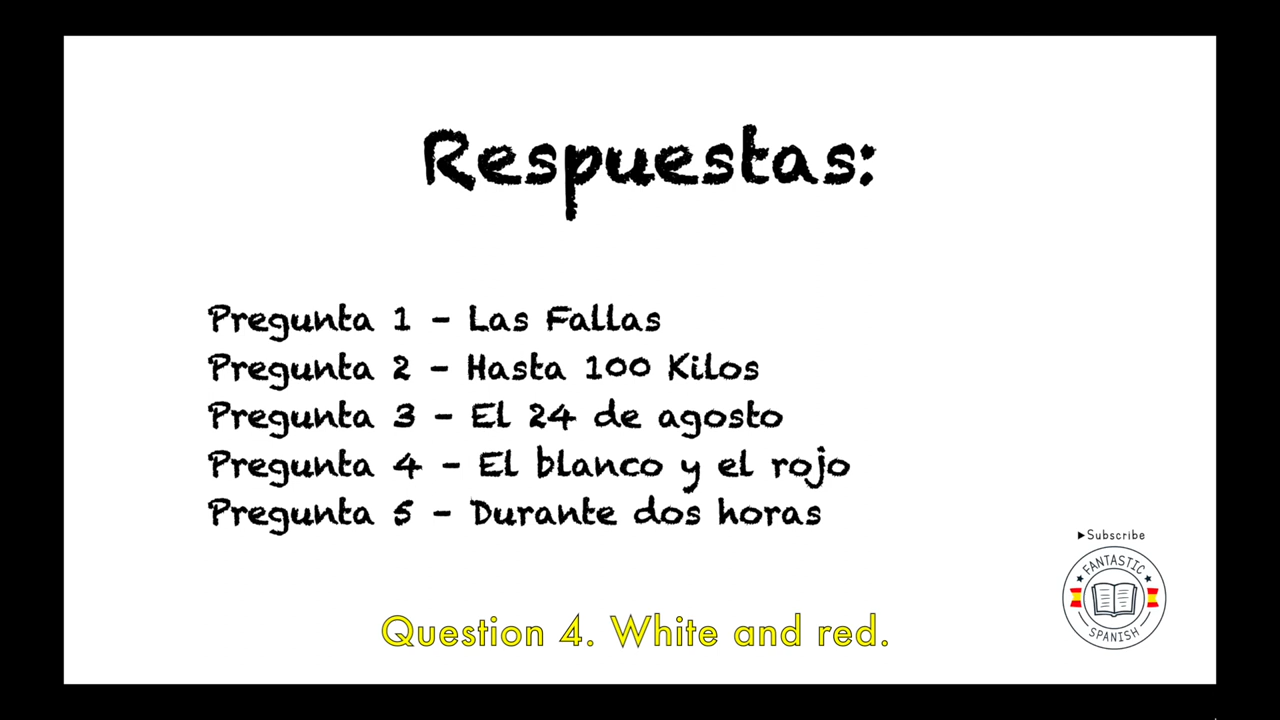 Respuestas:
Pregunta 1 - Las Fallas
Pregunta 2 - Hasta 100 Kilos
Pregunta 3 - El 24 de agosto
Pregunta 4 - El blanco y el rojo
Pregunta 5 - Durante dos horas
▶Subscribe
FANTASTIC
SPANISH
Question 4. White and red.